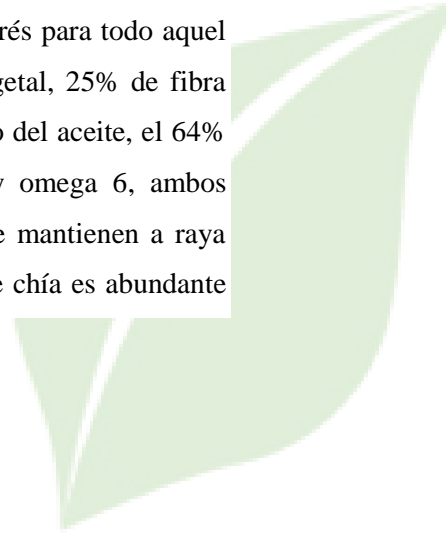 rés para todo aquel
getal, 25% de fibra
o del aceite, el 64%
y omega 6, ambos
e mantienen a raya
e chía es abundante